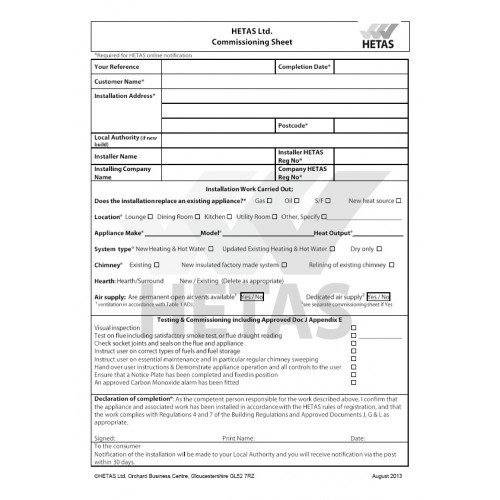 HETAS Ltd.
Commissioning Sheet
HETAS
*Required for HETAS online notification
Your Reference Completion Date*
Customer Name*
Installation Address*
Postcode*
Local Authority (if new
build)
Installer Name Installer HETAS
Reg No*
Installing Company
Name Company HETAS
Reg No*
Installation Work Carried Out:
Does the installation replace an existing appliance?* Gas ☐ Oil ☐ S/F ☐ New heat source ☐
Location* Lounge ☐ Dining Room ☐ Kitchen ☐ Utility Room ☐ Other, Specify ☐
Appliance Make* Model* Heat Output*
System type* New Heating & Hot Water ☐ Updated Existing Heating & Hot Water ☐ Dry only ☐
Chimney* Existing ☐ New insulated factory made system ☐ Relining of existing chimney ☐
Hearth: Hearth/Surround New / Existing (Delete as appropriate)
Air supply: Are permanent open air vents available Yes / No Dedicated air supply Yes / No
ventilation in accordance with Table 1 ADJ. see separate commissioning sheet if Yes
HETAS
Testing & Commissioning including Approved Doc J Appendix E
Visual inspection ☐
Test on flue including satisfactory smoke test, or flue draught reading ☐
Check socket joints and seals on the flue and appliance ☐
Instruct user on correct types of fuels and fuel storage ☐
Instruct user on essential maintenance and in particular regular chimney sweeping ☐
Hand over user instructions & Demonstrate appliance operation and all controls to the user ☐
Ensure that a Notice Plate has been completed and fixed in position ☐
An approved Carbon Monoxide alarm has been fitted ☐
Declaration of completion*: As the competent person responsible for the work described above, I confirm that
the appliance and associated work has been installed in accordance with the HETAS rules of registration, and that the work
complies with Regulations 4 and 7 of the Building Regulations and Approved Documents J, G & L as
appropriate.
Signed: Print Name: Date:
To the consumer
Notification of the installation will be made to your Local Authority and you will receive notification via the post
within 30 days.
©HETAS Ltd. Orchard Business Centre, Gloucestershire GL52 7RZ August 2013